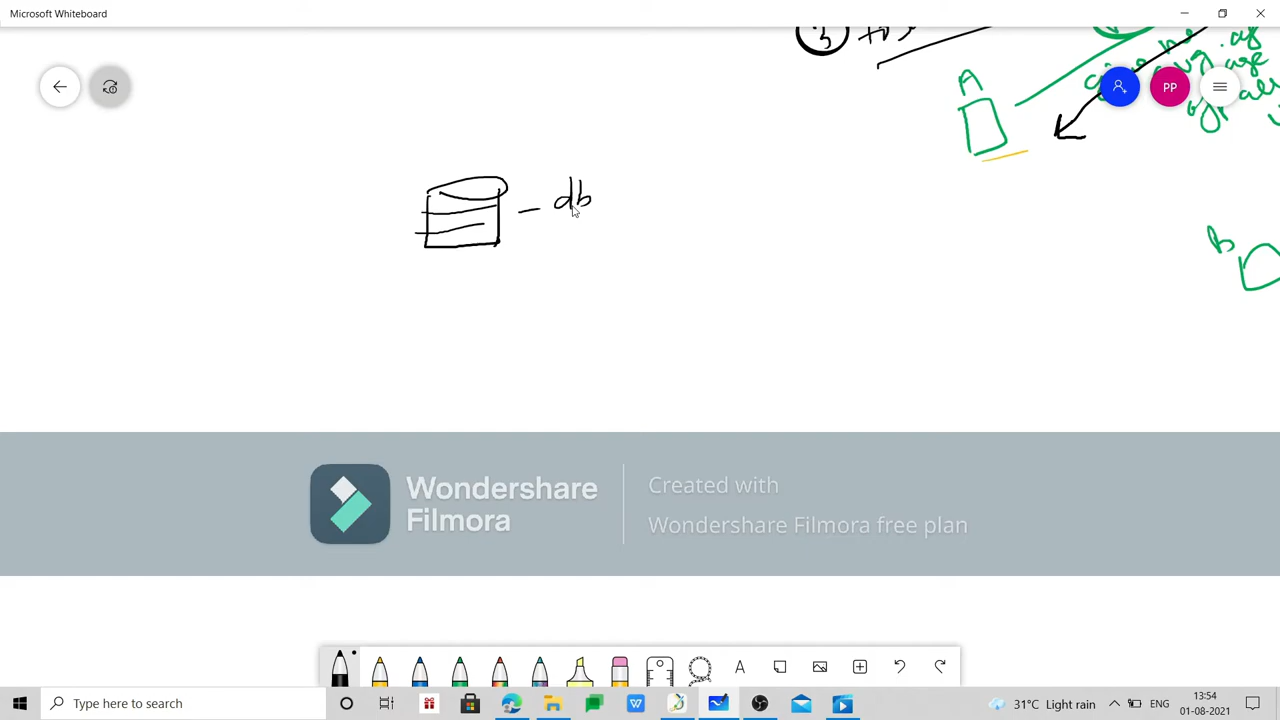 Microsoft Whiteboard
A
PP
db
b
Wondershare
Filmora
Created with
Wondershare Filmora free plan
A
Type here to search
31°C Light rain
ENG
13:54
01-08-2021